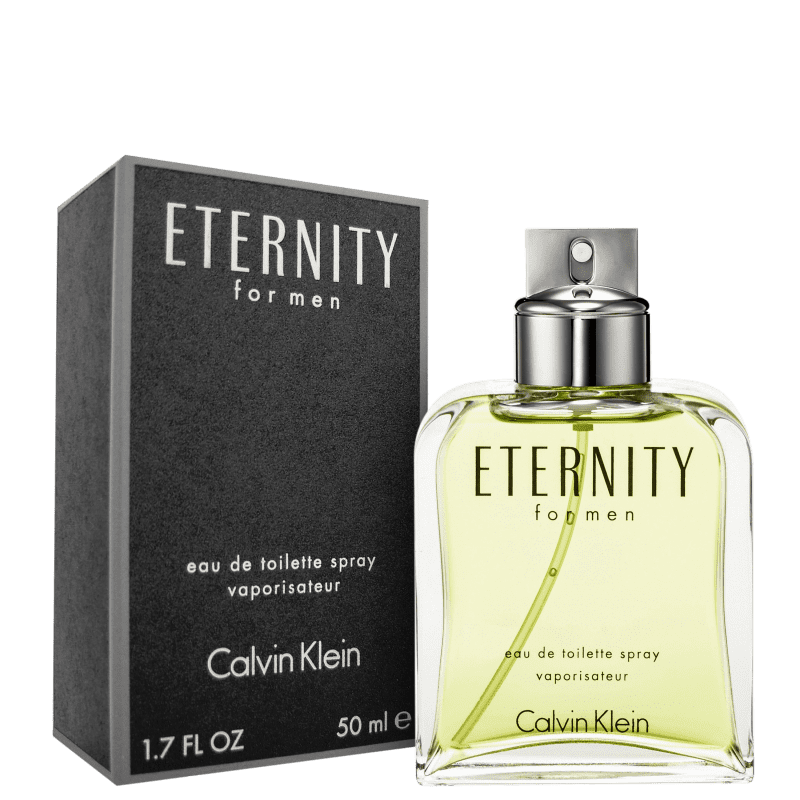 ETERNITY
for men
eau de toilette spray
vaporisateur
Calvin Klein
1.7 FL OZ
50 ml ℮
ETERNITY
for men
eau de toilette spray
vaporisateur
Calvin Klein